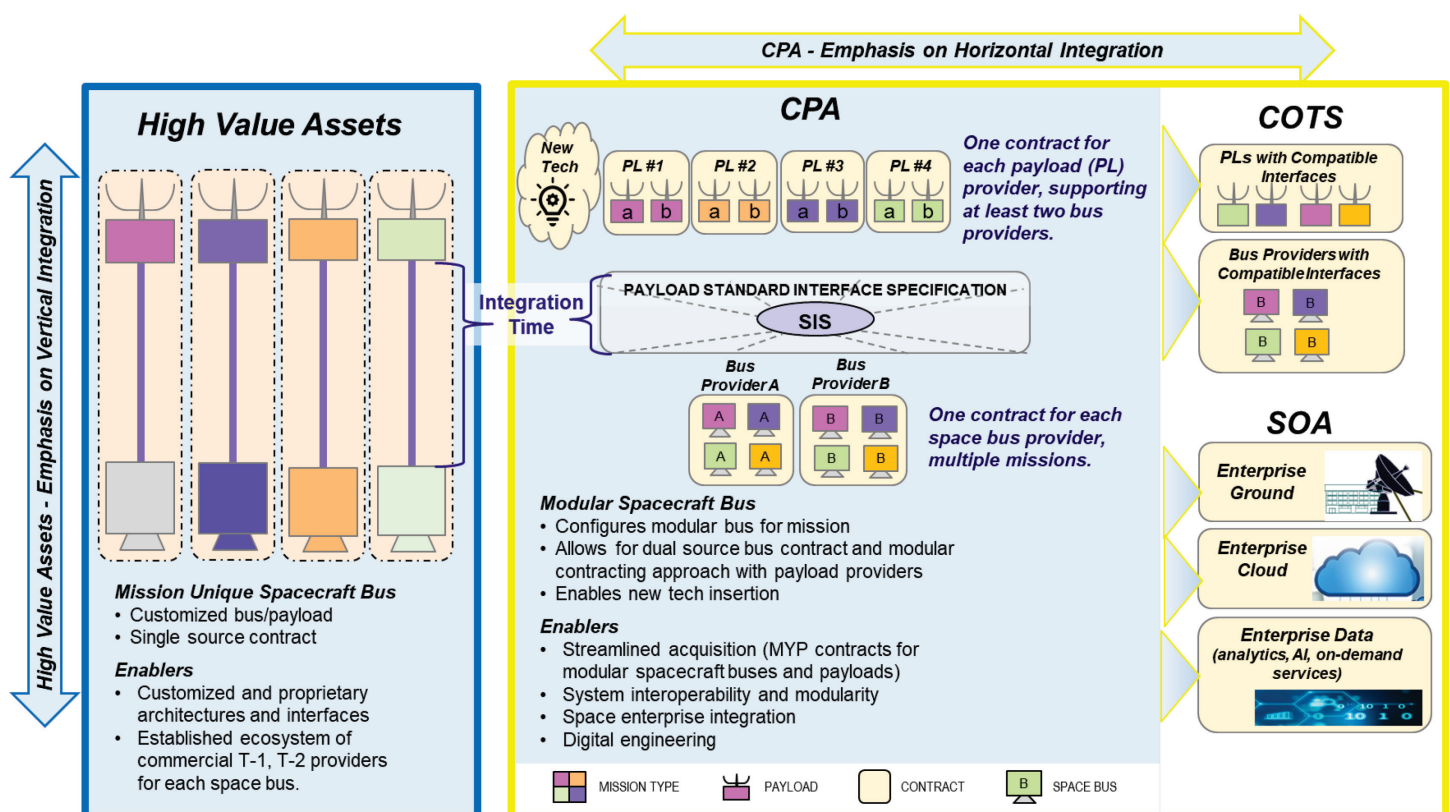 CPA - Emphasis on Horizontal Integration
High Value Assets - Emphasis on Vertical Integration
High Value Assets
Mission Unique Spacecraft Bus
• Customized bus/payload
• Single source contract
Enablers
• Customized and proprietary
architectures and interfaces
• Established ecosystem of
commercial T-1, T-2 providers
for each space bus.
Integration
Time
CPA
New
Tech
PL #1
a b
PL #2
a b
PL #3
a b
PL #4
a b
One contract for
each payload (PL)
provider, supporting
at least two bus
providers.
PAYLOAD STANDARD INTERFACE SPECIFICATION
SIS
Bus
Provider A
A A
A A
Bus
Provider B
B B
B B
One contract for each
space bus provider,
multiple missions.
Modular Spacecraft Bus
• Configures modular bus for mission
• Allows for dual source bus contract and modular
contracting approach with payload providers
• Enables new tech insertion
Enablers
• Streamlined acquisition (MYP contracts for
modular spacecraft buses and payloads)
• System interoperability and modularity
• Space enterprise integration
• Digital engineering
COTS
PLs with Compatible
Interfaces
Bus Providers with
Compatible Interfaces
B B
B B
SOA
Enterprise
Ground
Enterprise
Cloud
Enterprise Data
(analytics, AI, on-demand
services)
MISSION TYPE
PAYLOAD
CONTRACT
B
SPACE BUS